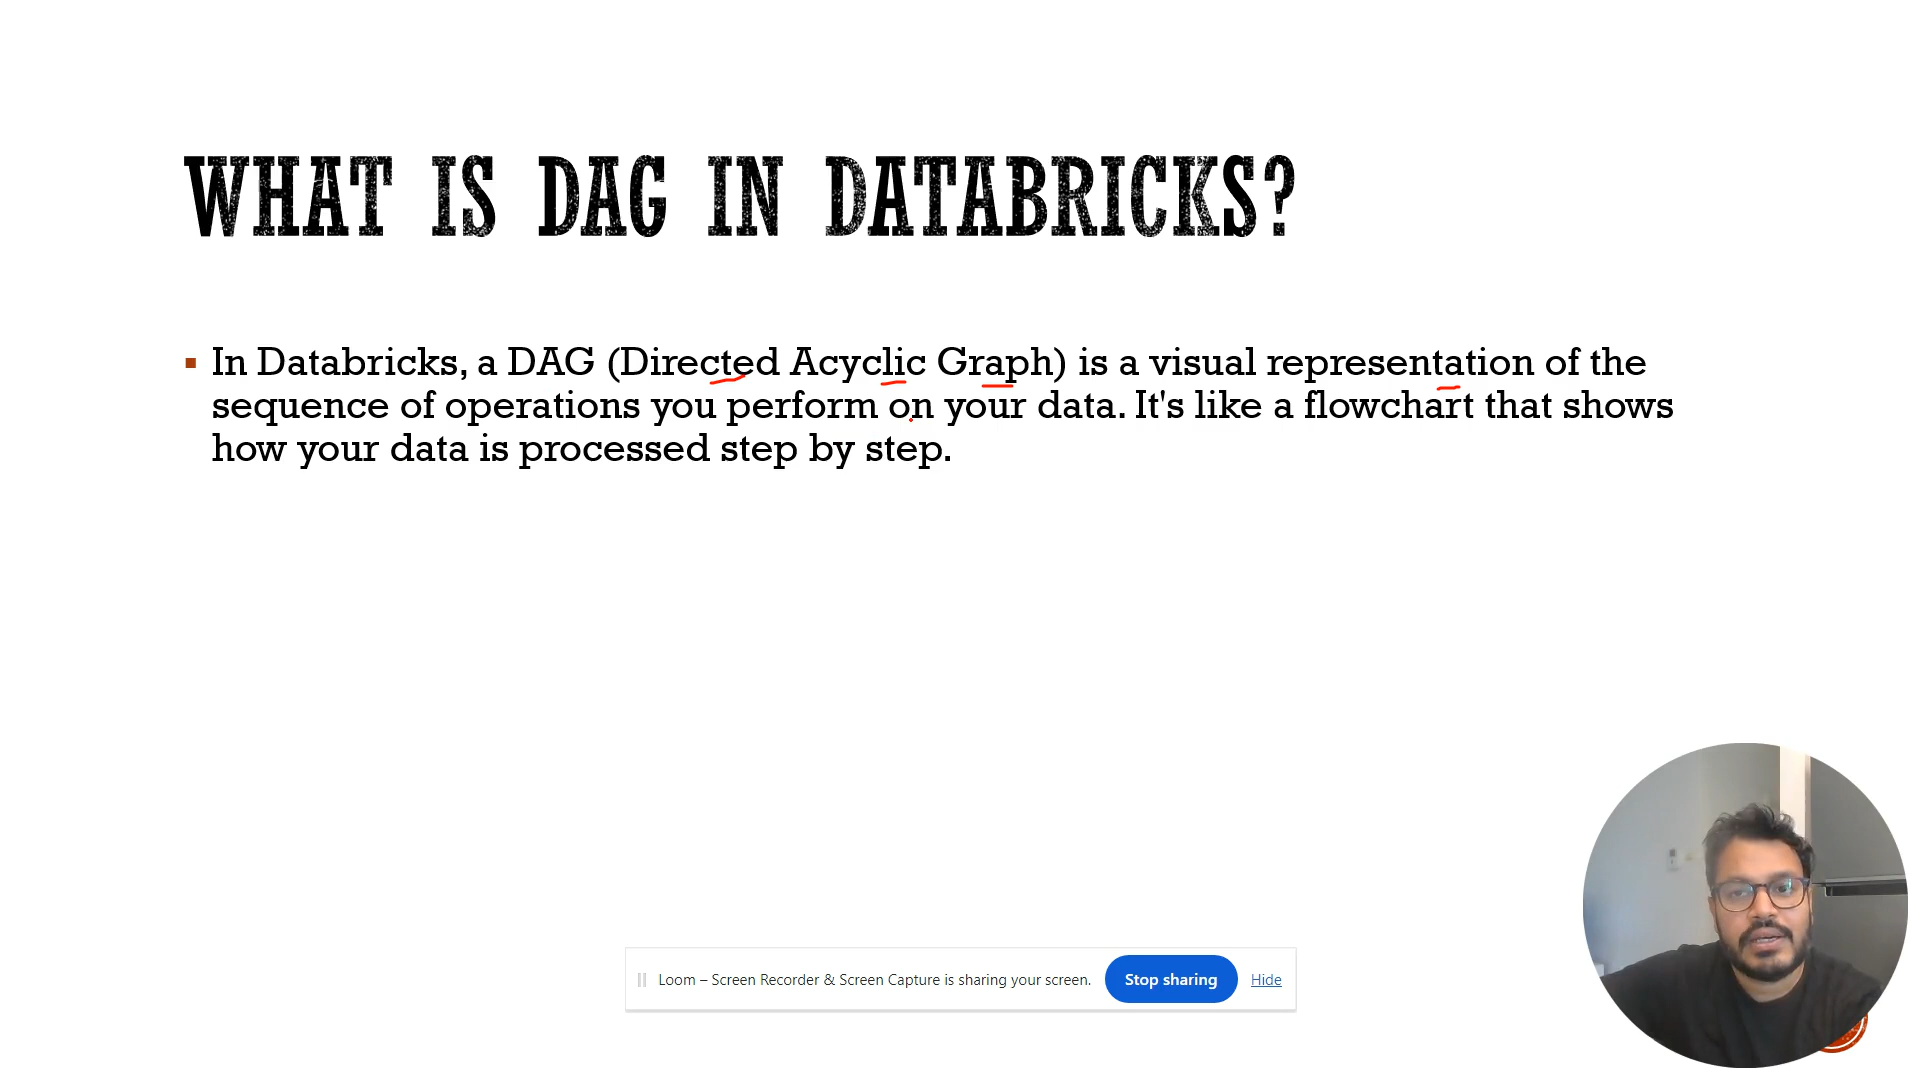 WHAT IS DAG IN DATABRICKS?
In Databricks, a DAG (Directed Acyclic Graph) is a visual representation of the
sequence of operations you perform on your data. It's like a flowchart that shows
how your data is processed step by step.
Loom – Screen Recorder & Screen Capture is sharing your screen. Stop sharing Hide